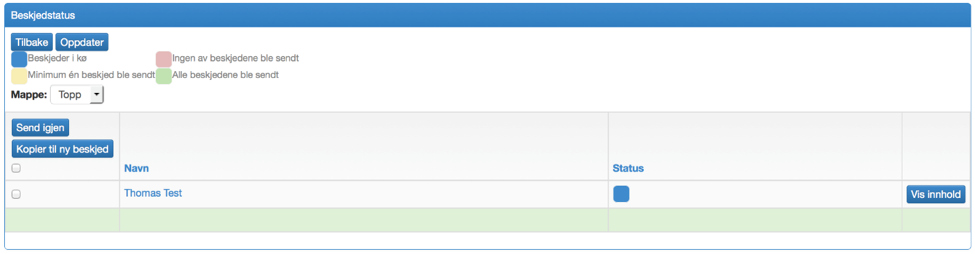 Beskjedstatus
Tilbake Oppdater
Beskjeder i kø Ingen av beskjedene ble sendt
Minimum én beskjed ble sendt Alle beskjedene ble sendt
Mappe: Topp
Send igjen
Kopier til ny beskjed
Navn Status
Thomas Test Vis innhold